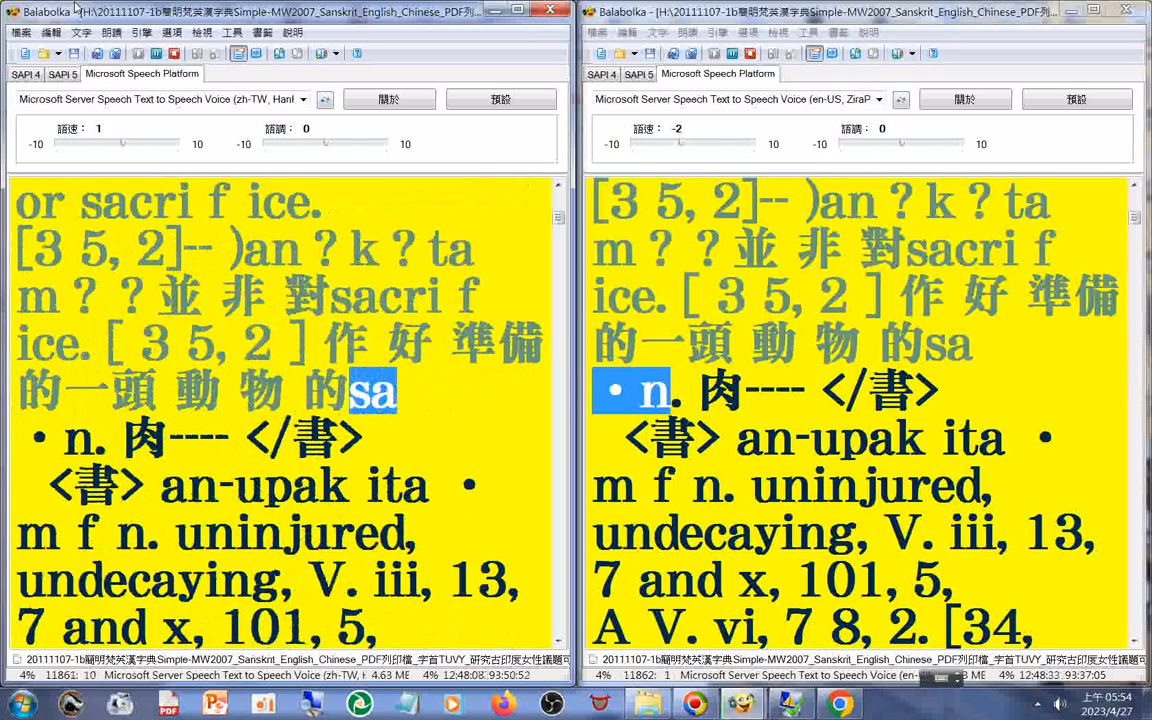 Balabolka - [H:\20111107-1b簡明梵英漢字典Simple-MW2007_Sanskrit_English_Chinese_PDF列...
檔案 編輯 文字 朗讀 引擎 選項 檢視 工具 書籤 說明
SAPI 4 SAPI 5 Microsoft Speech Platform
Microsoft Server Speech Text to Speech Voice (zh-TW, Hanl 關於 預設
語速： 1 語調： 0
-10 10 -10 10
or sacri f ice.
[3 5, 2]-- )an ? k ? ta
m ? ? 並 非 對sacri f
ice. [ 3 5, 2 ] 作 好 準備
的一頭 動 物 的sa
• n. 肉---- </書>
<書> an-upak ita •
m f n. uninjured,
undecaying, V. iii, 13,
7 and x, 101, 5,
20111107-1b簡明梵英漢字典Simple-MW2007_Sanskrit_English_Chinese_PDF列印檔_字首TUVY_研究古印度女性議題可
4% 11861: 10 Microsoft Server Speech Text to Speech Voice (zh-TW, H 4.63 ME 4% 12:48:08 93:50:52
Balabolka - [H:\20111107-1b簡明梵英漢字典Simple-MW2007_Sanskrit_English_Chinese_PDF列印檔_字...
檔案 編輯 文字 朗讀 引擎 選項 檢視 工具 書籤 說明
SAPI 4 SAPI 5 Microsoft Speech Platform
Microsoft Server Speech Text to Speech Voice (en-US, ZiraP 關於 預設
語速： -2 語調： 0
-10 10 -10 10
[3 5, 2]-- )an ? k ? ta
m ? ? 並 非 對sacri f
ice. [ 3 5, 2 ] 作 好 準備
的一頭 動 物 的sa
• n. 肉---- </書>
<書> an-upak ita •
m f n. uninjured,
undecaying, V. iii, 13,
7 and x, 101, 5,
A V. vi, 7 8, 2. [34,
20111107-1b簡明梵英漢字典Simple-MW2007_Sanskrit_English_Chinese_PDF列印檔_字首TUVY_研究古印度女性議題可
4% 11862: 1 Microsoft Server Speech Text to Speech Voice (en-US, ME 4% 12:48:24 93:37:05
上午 05:54
2023/4/27